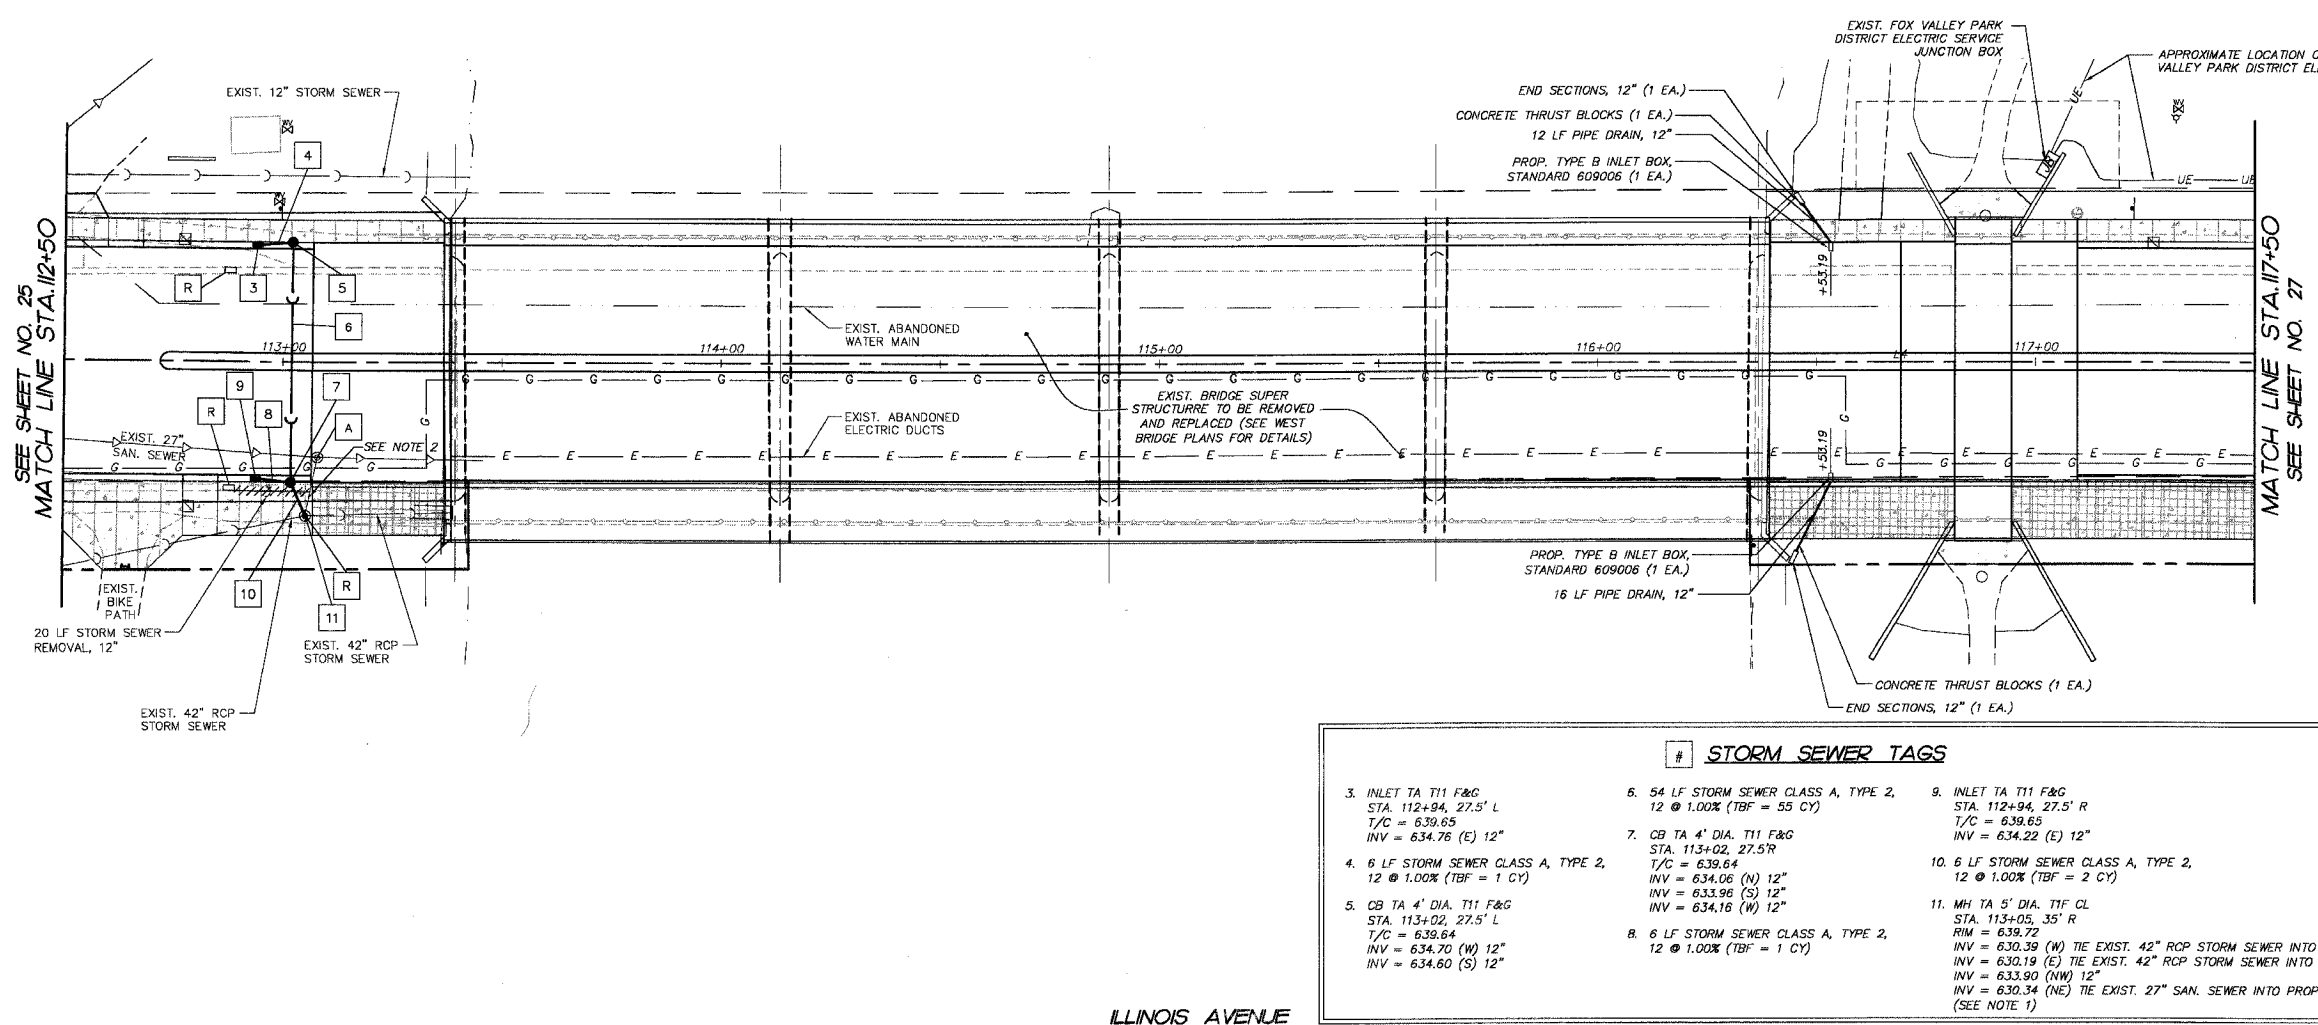 EXIST. FOX VALLEY PARK
DISTRICT ELECTRIC SERVICE
JUNCTION BOX
APPROXIMATE LOCATION
VALLEY PARK DISTRICT
UE
EXIST. 12" STORM SEWER
END SECTIONS, 12" (1 EA.)
CONCRETE THRUST BLOCKS (1 EA.)
12 LF PIPE DRAIN, 12"
PROP. TYPE B INLET BOX,
STANDARD 609006 (1 EA.)
4
JB
UE UE
SEE SHEET NO. 25
MATCH LINE STA. 112+50
R
3
5
6
+53.19
EXIST. ABANDONED
WATER MAIN
113+00
114+00
115+00
116+00
117+00
MATCH LINE STA. 117+50
SEE SHEET NO. 27
G G G G G G G G G G G G G G G G G G G G G G
9
7
R
8
A
G
EXIST. BRIDGE SUPER
STRUCTURRE TO BE REMOVED
AND REPLACED (SEE WEST
BRIDGE PLANS FOR DETAILS)
EXIST. ABANDONED
ELECTRIC DUCTS
G
EXIST. 27"
SAN. SEWER
SEE NOTE 2
+53.19
E E E E E E E E E E E E E E E E E E E E E E E E E E E E
G G G G G
G G G G G G
10
R
11
EXIST.
BIKE
PATH
20 LF STORM SEWER
REMOVAL, 12"
EXIST. 42" RCP
STORM SEWER
EXIST. 42" RCP
STORM SEWER
PROP. TYPE B INLET BOX,
STANDARD 609006 (1 EA.)
16 LF PIPE DRAIN, 12"
CONCRETE THRUST BLOCKS (1 EA.)
END SECTIONS, 12" (1 EA.)
# STORM SEWER TAGS
3. INLET TA T11 F&G
STA. 112+94, 27.5' L
T/C = 639.65
INV = 634.76 (E) 12"
4. 6 LF STORM SEWER CLASS A, TYPE 2,
12 @ 1.00% (TBF = 1 CY)
5. CB TA 4' DIA. T11 F&G
STA. 113+02, 27.5' L
T/C = 639.64
INV = 634.70 (W) 12"
INV = 634.60 (S) 12"
6. 54 LF STORM SEWER CLASS A, TYPE 2,
12 @ 1.00% (TBF = 55 CY)
7. CB TA 4' DIA. T11 F&G
STA. 113+02, 27.5'R
T/C = 639.64
INV = 634.06 (N) 12"
INV = 633.96 (S) 12"
INV = 634.16 (W) 12"
8. 6 LF STORM SEWER CLASS A, TYPE 2,
12 @ 1.00% (TBF = 1 CY)
9. INLET TA T11 F&G
STA. 112+94, 27.5' R
T/C = 639.65
INV = 634.22 (E) 12"
10. 6 LF STORM SEWER CLASS A, TYPE 2,
12 @ 1.00% (TBF = 2 CY)
11. MH TA 5' DIA. T1F CL
STA. 113+05, 35' R
RIM = 639.72
INV = 630.39 (W) TIE EXIST. 42" RCP STORM SEWER INTO
INV = 630.19 (E) TIE EXIST. 42" RCP STORM SEWER INTO
INV = 633.90 (NW) 12"
INV = 630.34 (NE) TIE EXIST. 27" SAN. SEWER INTO PROP
(SEE NOTE 1)
ILLINOIS AVENUE